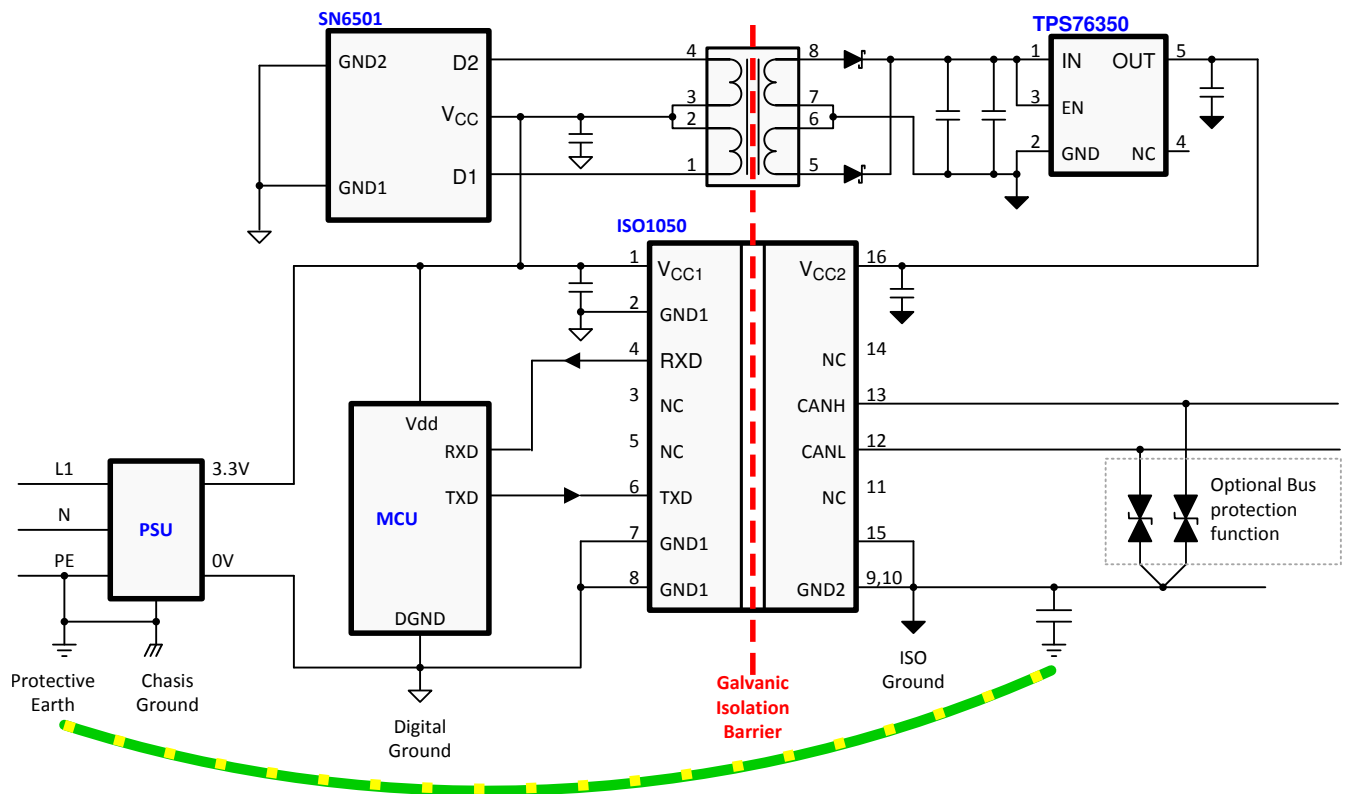 SN6501
GND2
D2
VCC
GND1
D1
4
3
2
1
8
7
6
5
TPS76350
1
IN
OUT
5
3
EN
2
GND
NC
4
ISO1050
1
VCC1
2
GND1
4
RXD
3
NC
5
NC
6
TXD
7
GND1
8
GND1
VCC2
16
NC
14
CANH
13
CANL
12
NC
11
15
GND2
9,10
Vdd
RXD
TXD
MCU
DGND
L1
N
PE
PSU
3.3V
0V
Optional Bus
protection
function
Protective
Earth
Chasis
Ground
Digital
Ground
Galvanic
Isolation
Barrier
ISO
Ground